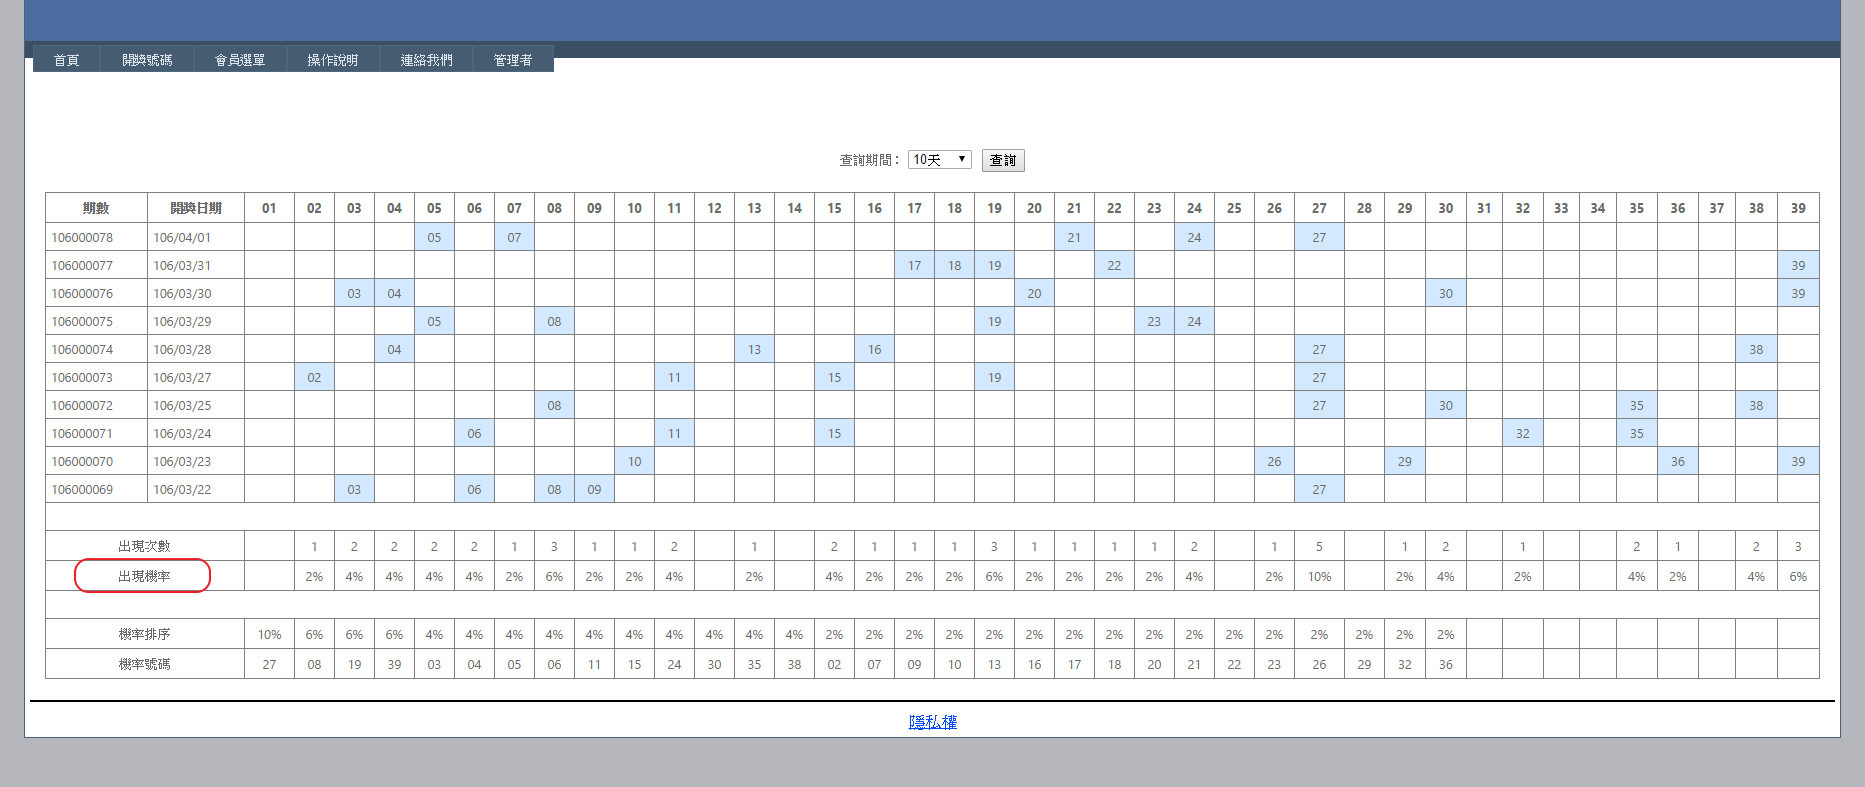 首頁 開獎號碼 會員選單 操作說明 連絡我們 管理者
查詢期間： 10天 查詢
期數 開獎日期 01 02 03 04 05 06 07 08 09 10 11 12 13 14 15 16 17 18 19 20 21 22 23 24 25 26 27 28 29 30 31 32 33 34 35 36 37 38 39
106000078 106/04/01 05 07 21 24 27
106000077 106/03/31 17 18 19 22 39
106000076 106/03/30 03 04 20 30 39
106000075 106/03/29 05 08 19 23 24
106000074 106/03/28 04 13 16 27 38
106000073 106/03/27 02 11 15 19 27
106000072 106/03/25 08 27 30 35 38
106000071 106/03/24 06 11 15 32 35
106000070 106/03/23 10 26 29 36 39
106000069 106/03/22 03 06 08 09 27
出現次數 1 2 2 2 2 1 3 1 1 2 1 2 1 1 1 3 1 1 1 1 2 1 5 1 2 1 2 1 2 3
出現機率 2% 4% 4% 4% 4% 2% 6% 2% 2% 4% 2% 4% 2% 2% 2% 6% 2% 2% 2% 2% 4% 2% 10% 2% 4% 2% 4% 2% 4% 6%
機率排序 10% 6% 6% 6% 4% 4% 4% 4% 4% 4% 4% 4% 4% 4% 2% 2% 2% 2% 2% 2% 2% 2% 2% 2% 2% 2% 2% 2% 2% 2%
機率號碼 27 08 19 39 03 04 05 06 11 15 24 30 35 38 02 07 09 10 13 16 17 18 20 21 22 23 26 29 32 36
隱私權